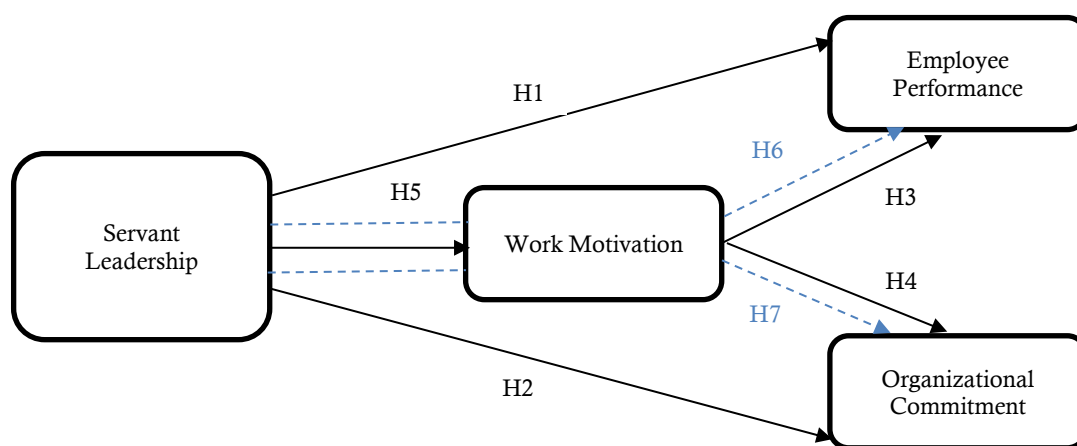 Employee
Performance
H1
H6
H5
H3
Servant
Leadership
Work Motivation
H4
H7
H2
Organizational
Commitment